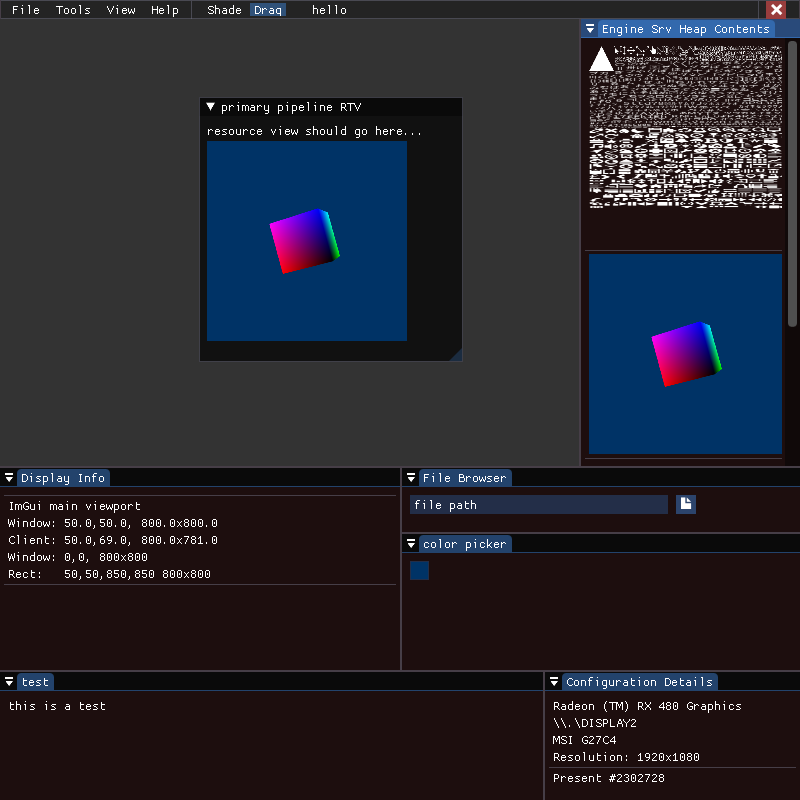 File Tools View Help Shade Drag hello
Engine Srv Heap Contents
primary pipeline RTV
resource view should go here...
Display Info
ImGui main viewport
Window: 50.0,50.0, 800.0x800.0
Client: 50.0,69.0, 800.0x781.0
Window: 0,0, 800x800
Rect: 50,50,850,850 800x800
File Browser
file path
color picker
test
this is a test
Configuration Details
Radeon (TM) RX 480 Graphics
\\.\DISPLAY2
MSI G27C4
Resolution: 1920x1080
Present #2302728